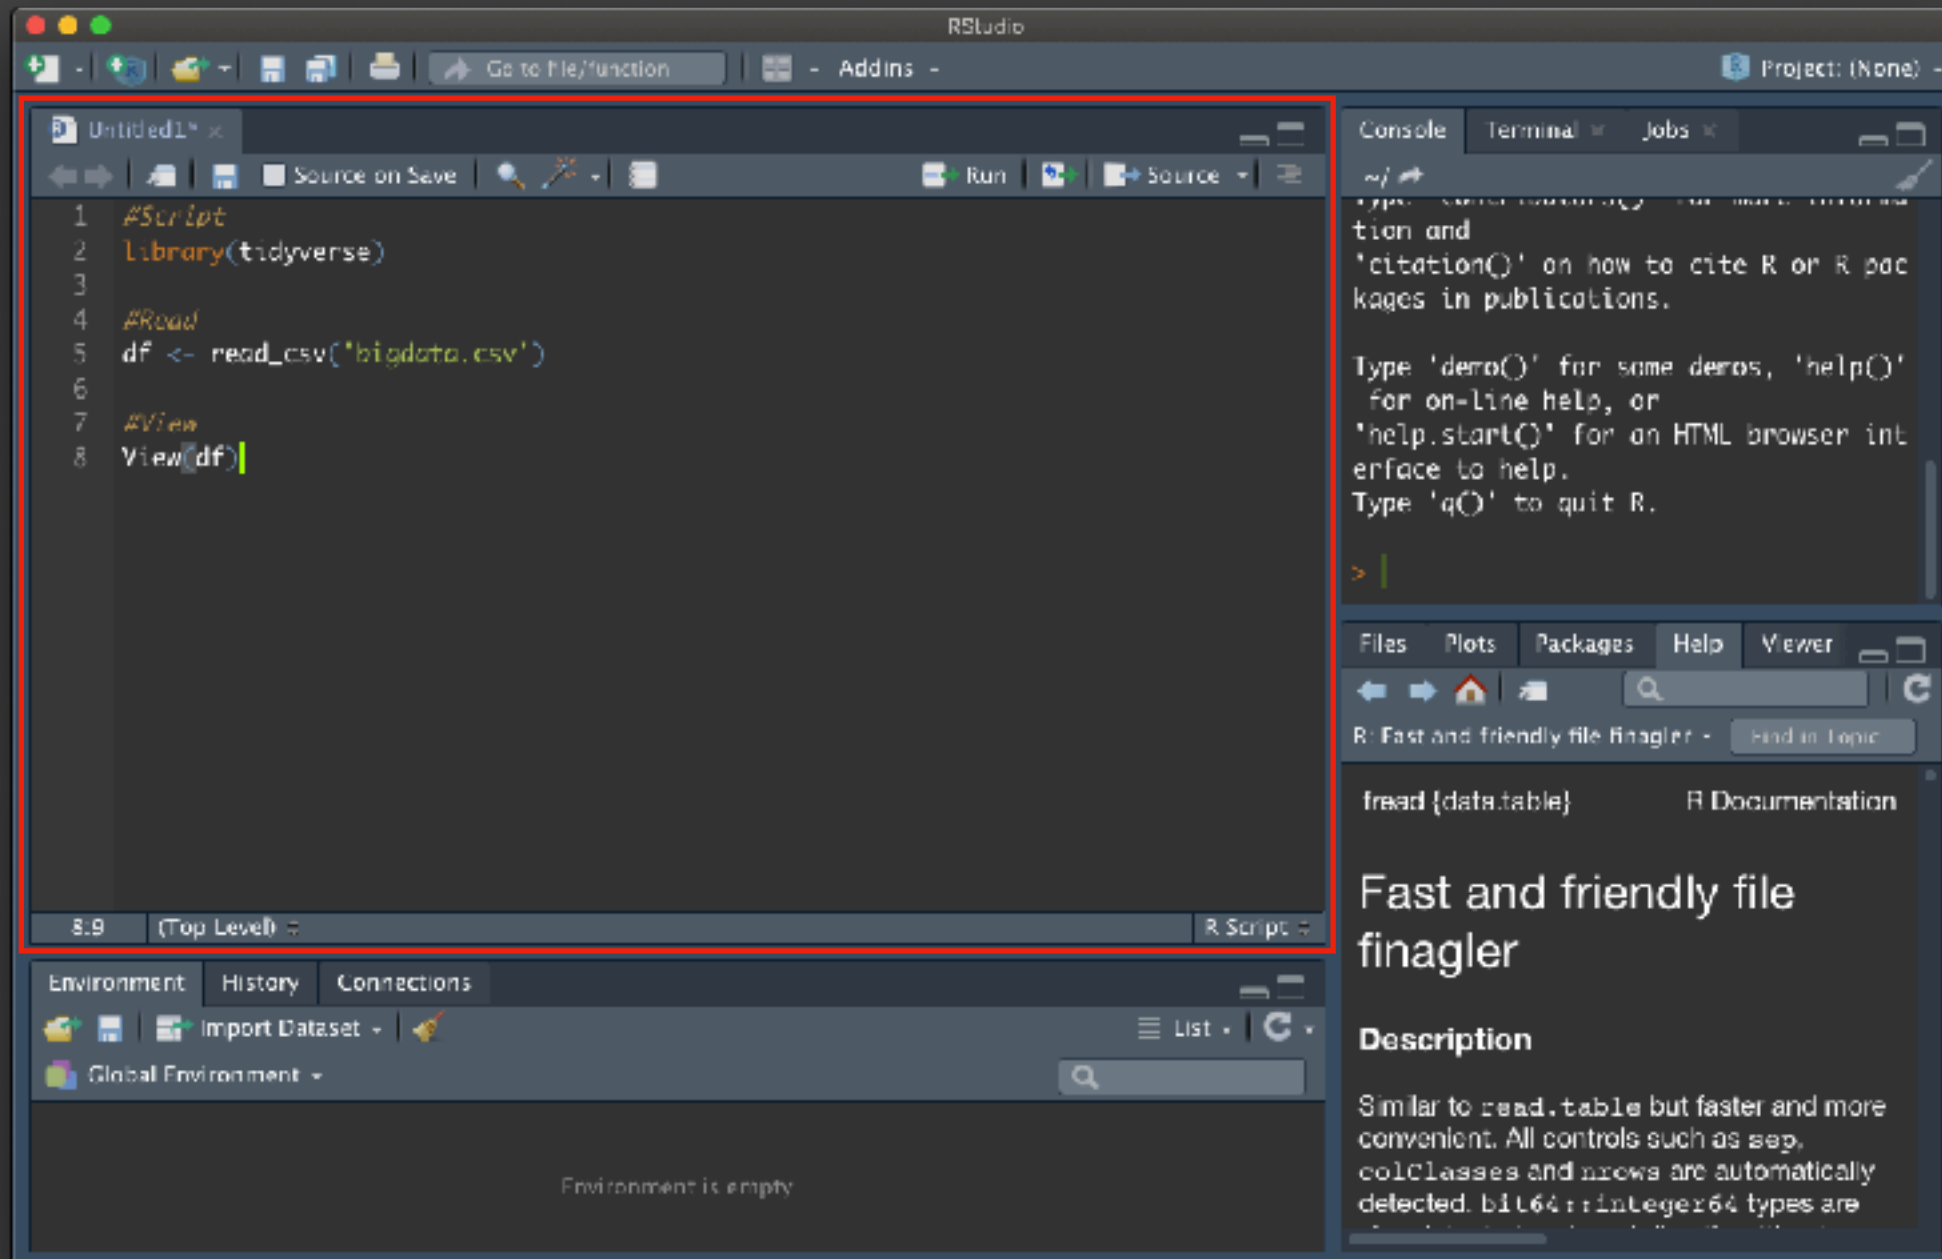 RStudio
Go to file/function
Addins
Project: (None)
Untitled1* ×
Source on Save
Run
Source
1 #Script
2 library(tidyverse)
3
4 #Read
5 df <- read_csv('bigdata.csv')
6
7 #View
8 View(df)
8:9
(Top Level)
R Script
Environment
History
Connections
Import Dataset
List
Global Environment
Environment is empty
Console
Terminal ×
Jobs ×
~/
Type 'contributors()' for more informa
tion and
'citation()' on how to cite R or R pac
kages in publications.
Type 'demo()' for some demos, 'help()'
for on-line help, or
'help.start()' for an HTML browser int
erface to help.
Type 'q()' to quit R.
>
Files
Plots
Packages
Help
Viewer
R: Fast and friendly file finagler
Find in Topic
fread {data.table}
R Documentation
Fast and friendly file
finagler
Description
Similar to read.table but faster and more
convenient. All controls such as sep,
colClasses and nrows are automatically
detected. bit64::integer64 types are